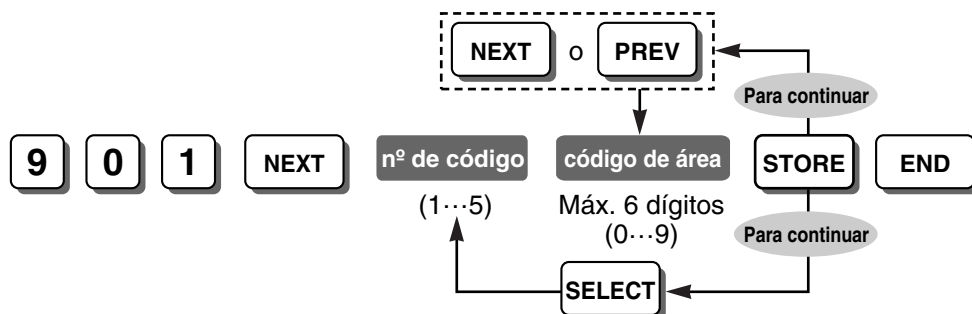 NEXT o PREV
Para continuar
9 0 1 NEXT nº de código código de área STORE END
(1···5) Máx. 6 dígitos
(0···9)
Para continuar
SELECT